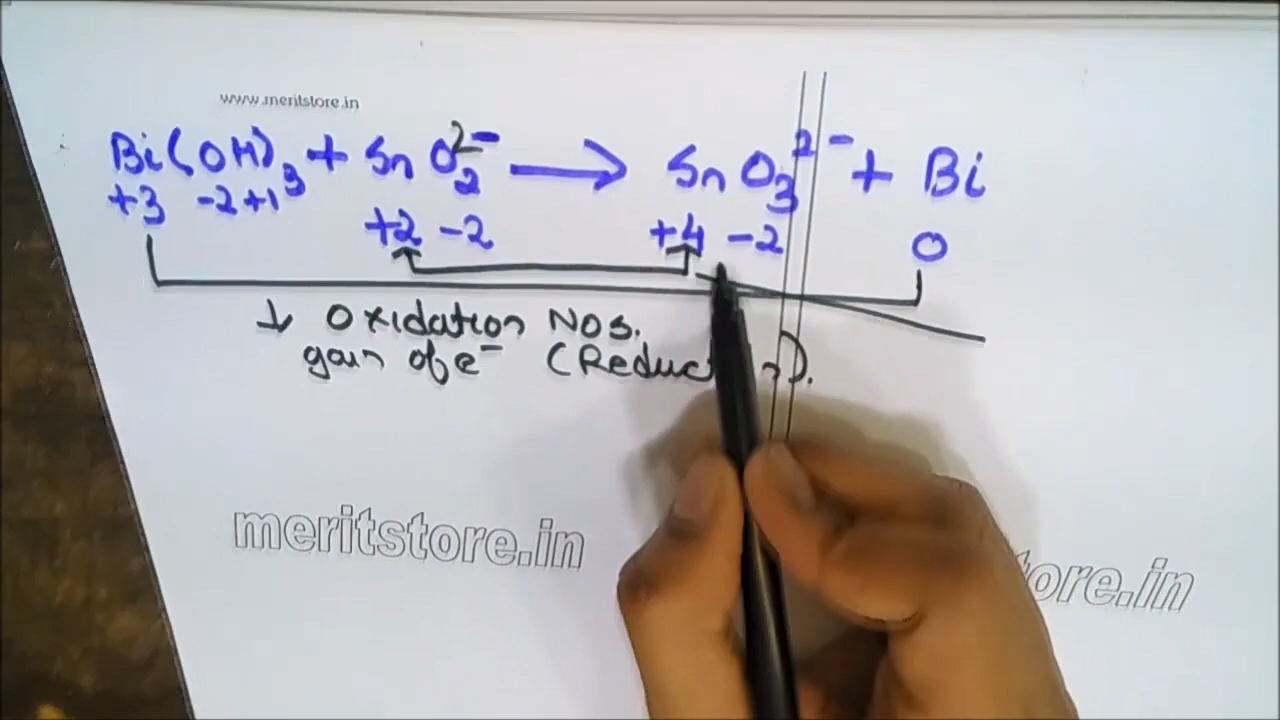 www.meritstore.in
Bi(OH)3 + SnO2^2- → SnO3^2- + Bi
+3 -2+1 +2 -2 +4 -2 0
↓ Oxidation NOS.
gain of e- (Reduction).
meritstore.in
tore.in